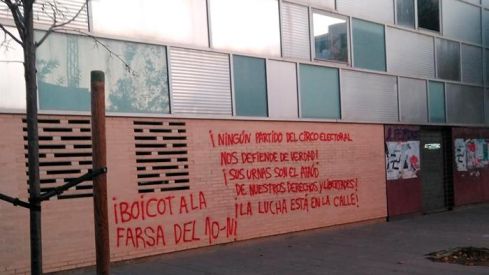 ¡NINGÚN PARTIDO DEL CIRCO ELECTORAL
NOS DEFIENDE DE VERDAD!
¡SUS URNAS SON EL ATAÚD
DE NUESTROS DERECHOS Y LIBERTADES!
¡LA LUCHA ESTÁ EN LA CALLE!
¡BOICOT A LA
FARSA DEL 10-N!